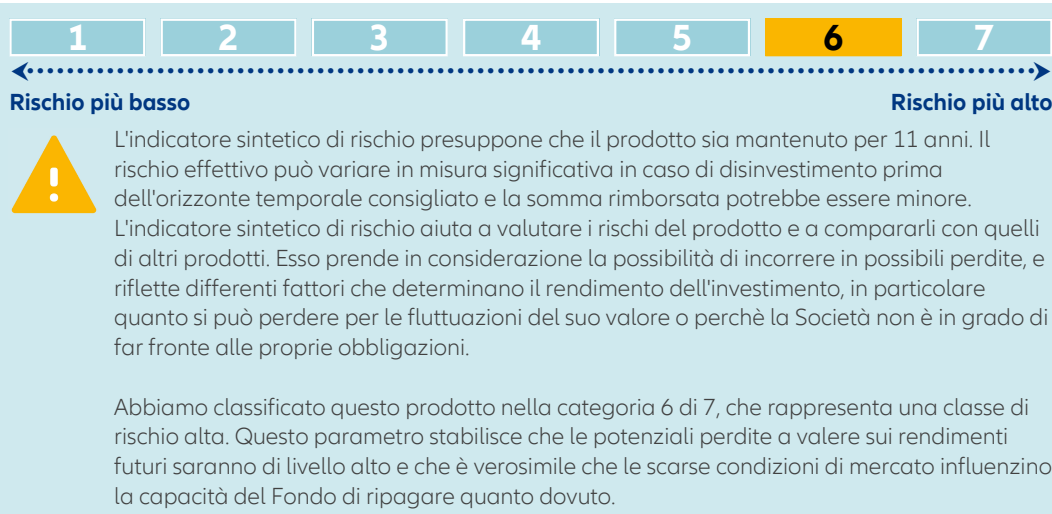 1 2 3 4 5 6 7
Rischio più basso Rischio più alto
L'indicatore sintetico di rischio presuppone che il prodotto sia mantenuto per 11 anni. Il
rischio effettivo può variare in misura significativa in caso di disinvestimento prima
dell'orizzonte temporale consigliato e la somma rimborsata potrebbe essere minore.
L'indicatore sintetico di rischio aiuta a valutare i rischi del prodotto e a compararli con quelli
di altri prodotti. Esso prende in considerazione la possibilità di incorrere in possibili perdite, e
riflette differenti fattori che determinano il rendimento dell'investimento, in particolare
quanto si può perdere per le fluttuazioni del suo valore o perchè la Società non è in grado di
far fronte alle proprie obbligazioni.
Abbiamo classificato questo prodotto nella categoria 6 di 7, che rappresenta una classe di
rischio alta. Questo parametro stabilisce che le potenziali perdite a valere sui rendimenti
futuri saranno di livello alto e che è verosimile che le scarse condizioni di mercato influenzino
la capacità del Fondo di ripagare quanto dovuto.